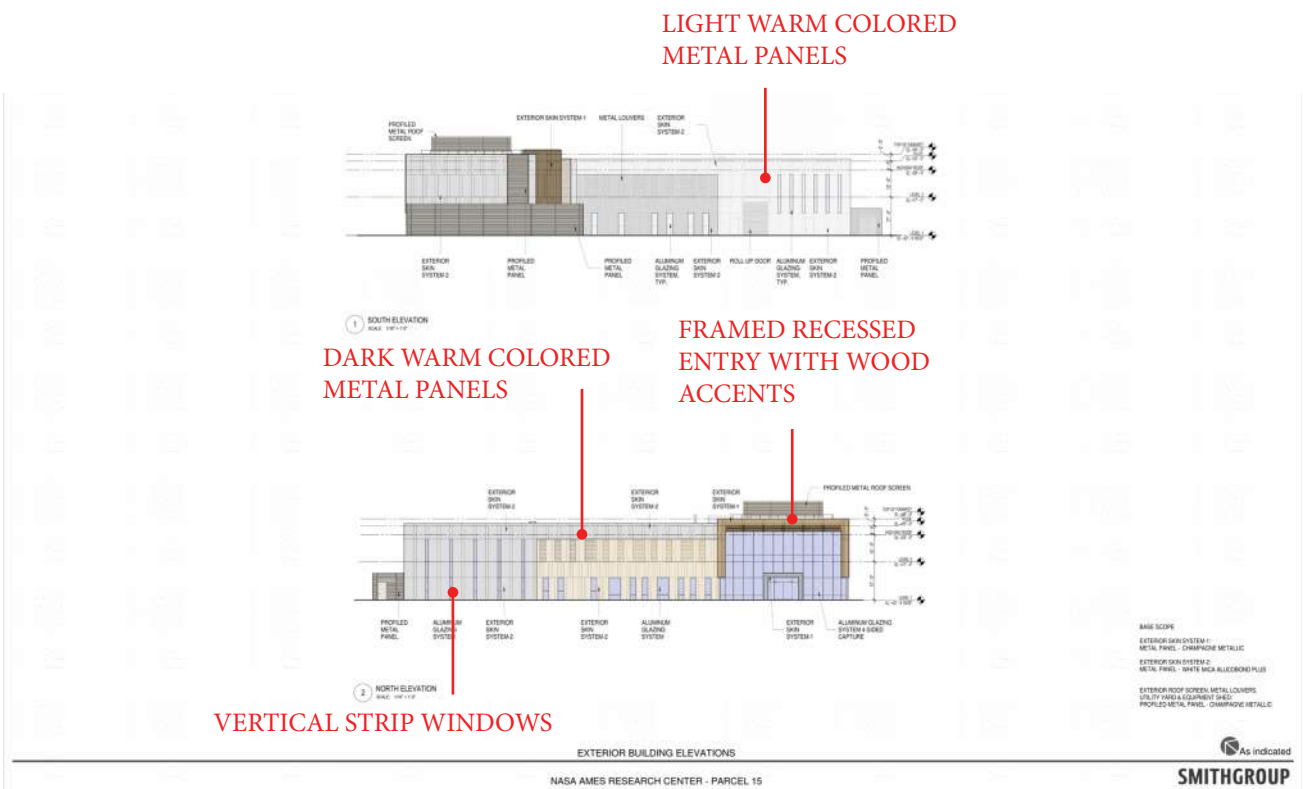 LIGHT WARM COLORED
METAL PANELS
PROFILED
METAL ROOF
SCREEN
EXTERIOR SKIN SYSTEM-1
METAL LOUVERS
EXTERIOR
SKIN
SYSTEM-2
EXTERIOR
SKIN
SYSTEM-2
PROFILED
METAL
PANEL
PROFILED
METAL
PANEL
ALUMINUM
GLAZING
SYSTEM,
TYP.
EXTERIOR
SKIN
SYSTEM-2
ROLL UP DOOR
ALUMINUM
GLAZING
SYSTEM,
TYP.
EXTERIOR
SKIN
SYSTEM-2
PROFILED
METAL
PANEL
1 SOUTH ELEVATION
DARK WARM COLORED
METAL PANELS
FRAMED RECESSED
ENTRY WITH WOOD
ACCENTS
EXTERIOR
SKIN
SYSTEM-2
EXTERIOR
SKIN
SYSTEM-2
EXTERIOR
SKIN
SYSTEM-1
PROFILED METAL ROOF SCREEN
PROFILED
METAL
PANEL
ALUMINUM
GLAZING
SYSTEM
EXTERIOR
SKIN
SYSTEM-2
EXTERIOR
SKIN
SYSTEM-2
ALUMINUM
GLAZING
SYSTEM
EXTERIOR
SKIN
SYSTEM-1
ALUMINUM GLAZING
SYSTEM 4 SIDED
CAPTURE
2 NORTH ELEVATION
VERTICAL STRIP WINDOWS
BASE SCOPE
EXTERIOR SKIN SYSTEM-1:
METAL PANEL - CHAMPAGNE METALLIC
EXTERIOR SKIN SYSTEM-2:
METAL PANEL - WHITE MICA ALUCOBOND PLUS
EXTERIOR ROOF SCREEN, METAL LOUVERS,
UTILITY YARD & EQUIPMENT SHED:
PROFILED METAL PANEL - CHAMPAGNE METALLIC
EXTERIOR BUILDING ELEVATIONS
As indicated
NASA AMES RESEARCH CENTER - PARCEL 15
SMITHGROUP